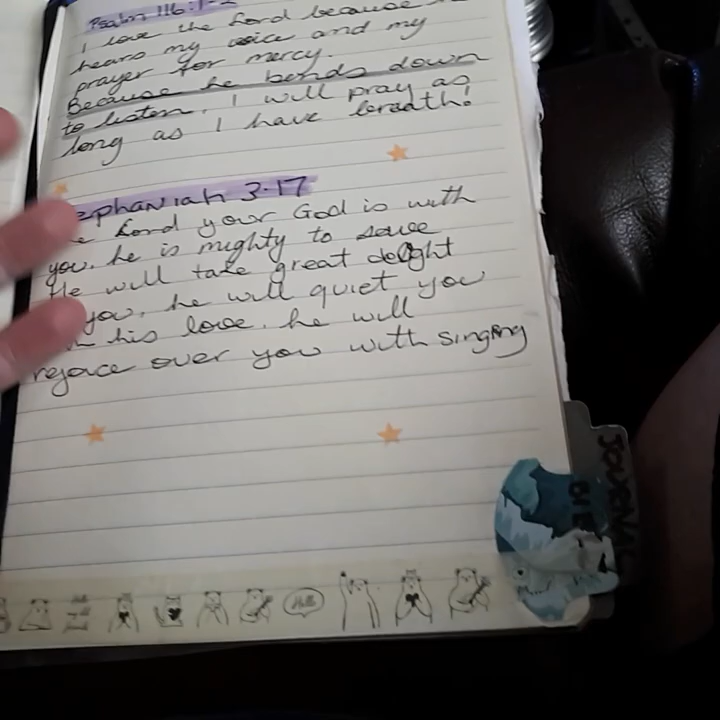 Psalm 116:1-2
I love the Lord because he
hears my voice and my
prayer for mercy.
Because he bends down
to listen, I will pray as
long as I have breath!
ephaniah 3.17
Lord your God is with
you. he is mighty to save
He will take great delight
you. he will quiet you
his love. he will
rejoice over you with singing
JOURNAL